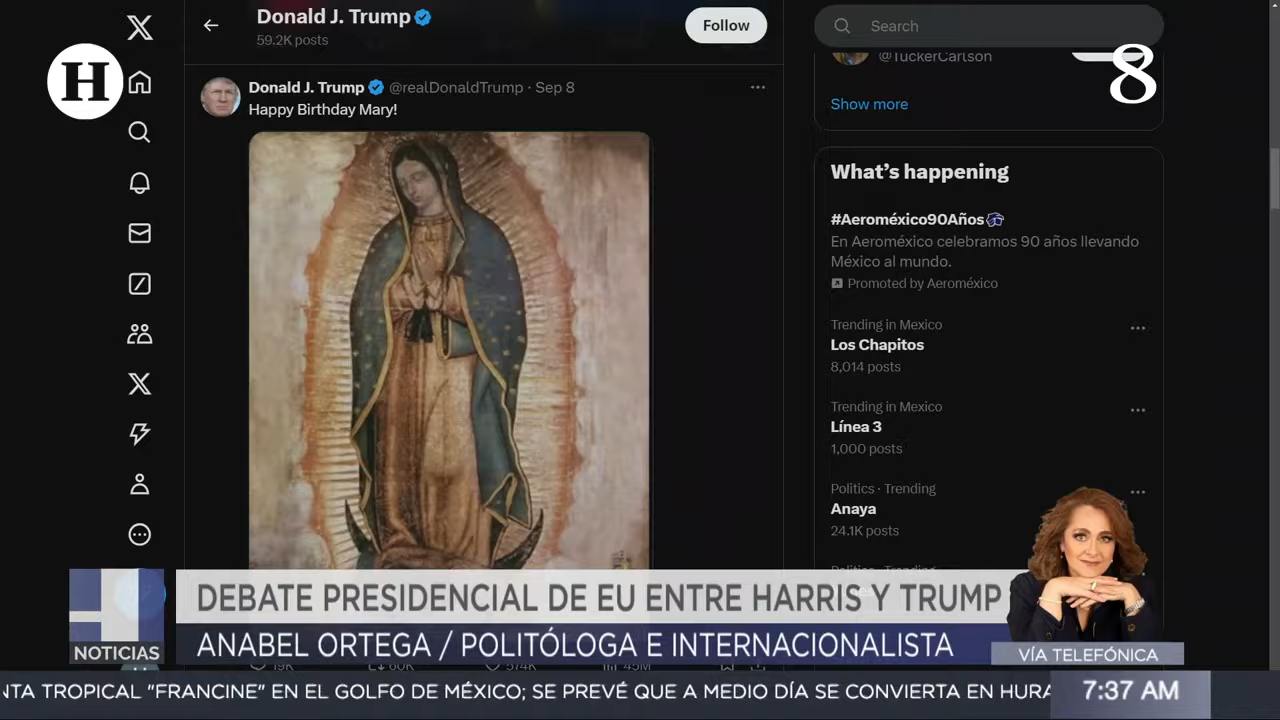 Donald J. Trump
59.2K posts
Follow
Search
H
8
Donald J. Trump @realDonaldTrump · Sep 8
Happy Birthday Mary!
@TuckerCarlson
Show more
What's happening
#Aeroméxico90Años
En Aeroméxico celebramos 90 años llevando
México al mundo.
Promoted by Aeroméxico
Trending in Mexico
Los Chapitos
8,014 posts
Trending in Mexico
Línea 3
1,000 posts
Politics · Trending
Anaya
24.1K posts
Politics · Trending
DEBATE PRESIDENCIAL DE EU ENTRE HARRIS Y TRUMP
ANABEL ORTEGA / POLITÓLOGA E INTERNACIONALISTA
NOTICIAS
VÍA TELEFÓNICA
NTA TROPICAL "FRANCINE" EN EL GOLFO DE MÉXICO; SE PREVÉ QUE A MEDIO DÍA SE CONVIERTA EN HURA
7:37 AM